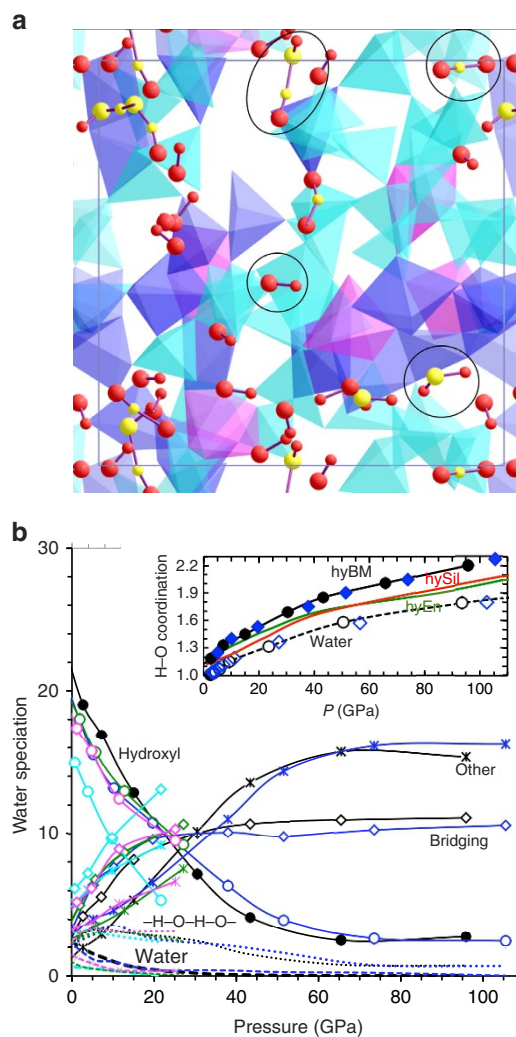 a
b
30
20
10
0
Water speciation
0
20
40
60
80
100
Pressure (GPa)
Hydroxyl
Other
Bridging
–H–O–H–O–
Water
2.2
1.9
1.6
1.3
1.0
H–O coordination
0
20
40
60
80
100
P (GPa)
hyBM
hySil
hyEn
Water